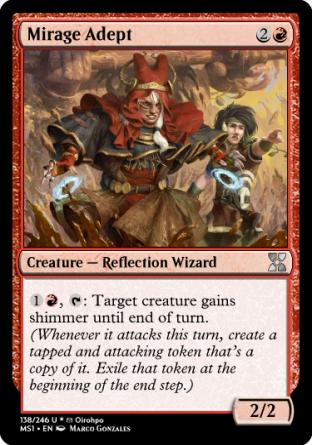 Mirage Adept 2
Creature — Reflection Wizard
1, : Target creature gains
shimmer until end of turn.
(Whenever it attacks this turn, create a
tapped and attacking token that's a
copy of it. Exile that token at the
beginning of the end step.)
2/2
138/246 U * Oirohpo
MS1 • EN MARCO GONZALES